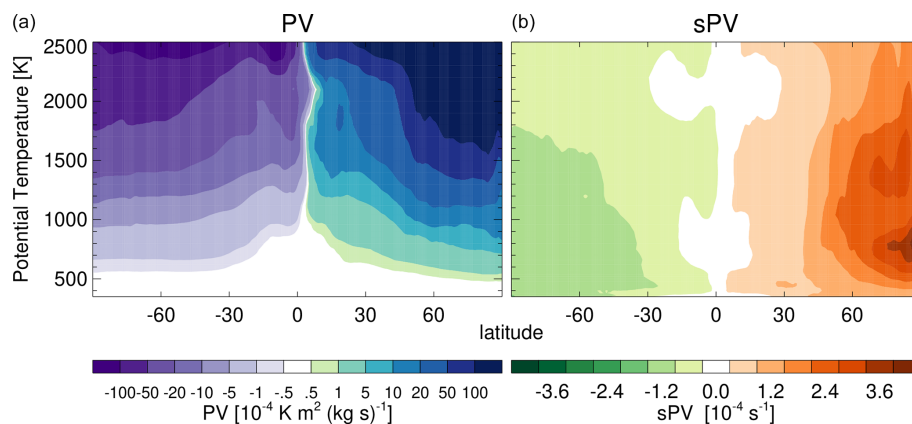 (a) PV (b) sPV
Potential Temperature [K]
2500
2000
1500
1000
500
-60 -30 0 30 60 -60 -30 0 30 60
latitude
-100 -50 -20 -10 -5 -1 -.5 .5 1 5 10 20 50 100
PV [10⁻⁴ K m² (kg s)⁻¹]
-3.6 -2.4 -1.2 0.0 1.2 2.4 3.6
sPV [10⁻⁴ s⁻¹]